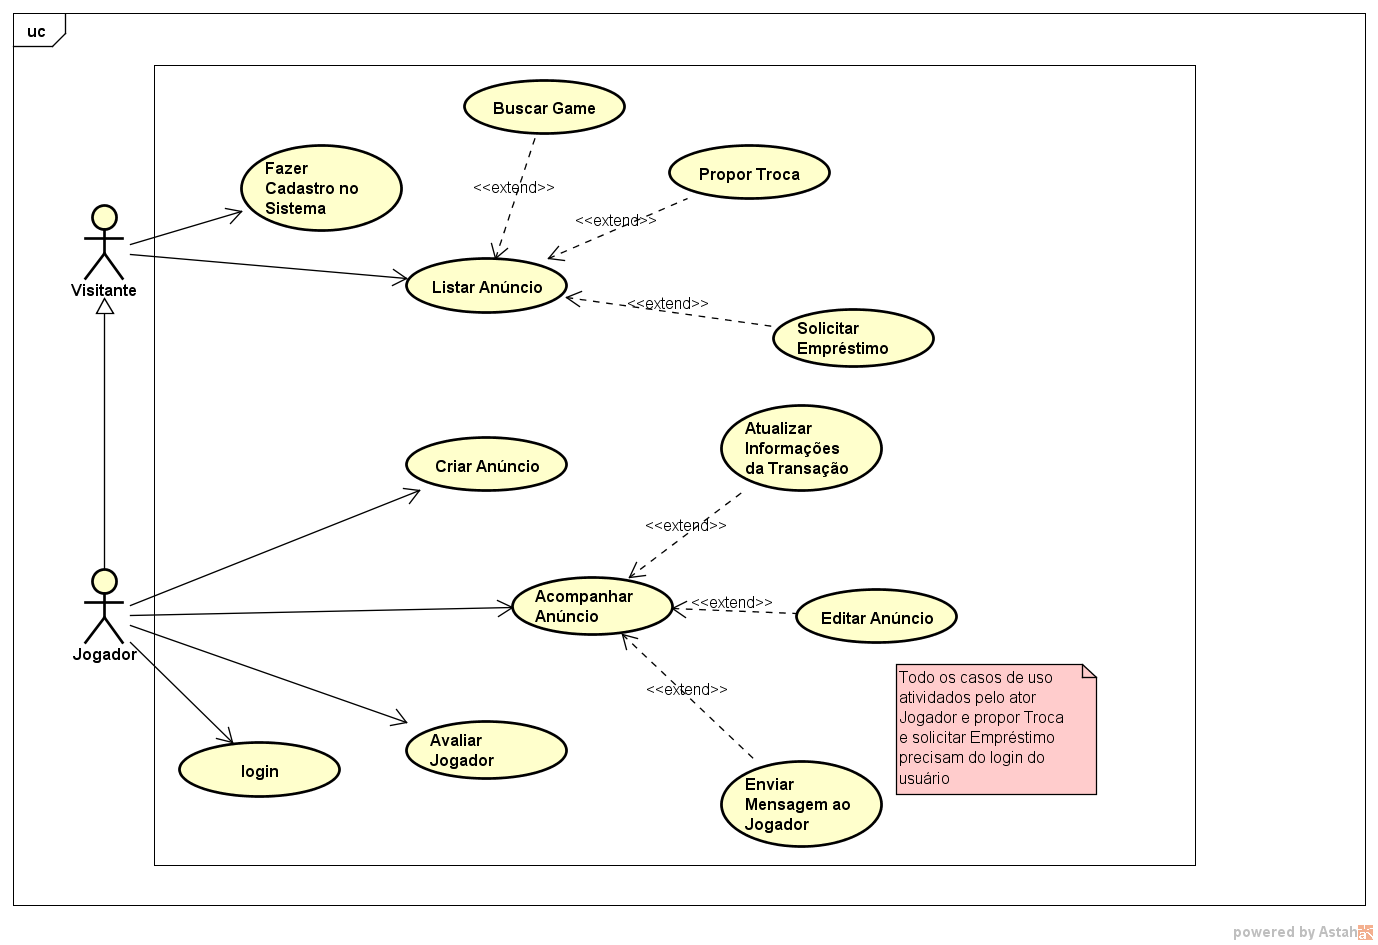 uc
Buscar Game
Fazer
Cadastro no
Sistema
Propor Troca
<<extend>>
<<extend>>
Visitante
Listar Anúncio
<<extend>>
Solicitar
Empréstimo
Atualizar
Informações
da Transação
Criar Anúncio
<<extend>>
Acompanhar
Anúncio
<<extend>>
Editar Anúncio
Jogador
<<extend>>
Todo os casos de uso
atividados pelo ator
Jogador e propor Troca
e solicitar Empréstimo
precisam do login do
usuário
Avaliar
Jogador
login
Enviar
Mensagem ao
Jogador
powered by Astah